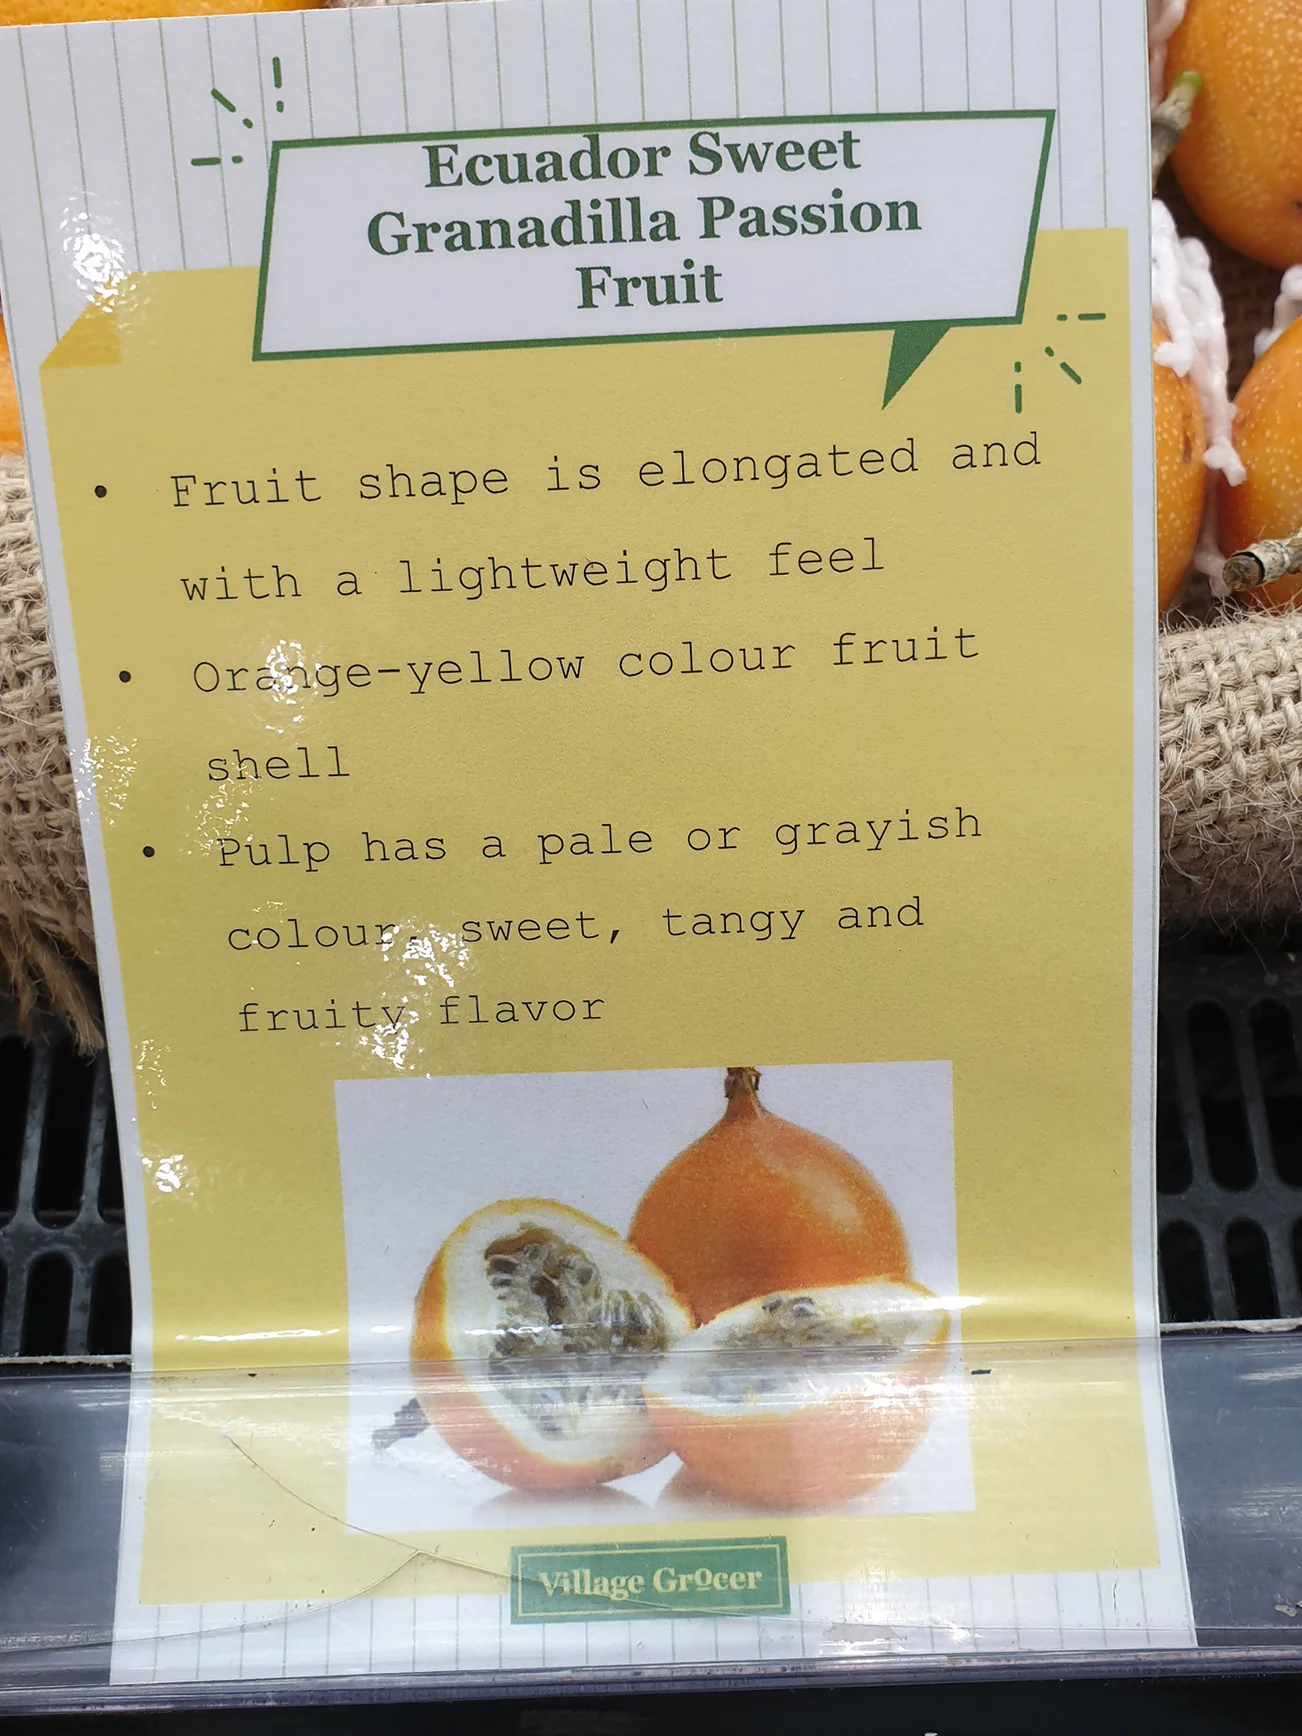 Ecuador Sweet
Granadilla Passion
Fruit
• Fruit shape is elongated and
with a lightweight feel
• Orange-yellow colour fruit
shell
• Pulp has a pale or grayish
colour, sweet, tangy and
fruity flavor
Village Grocer